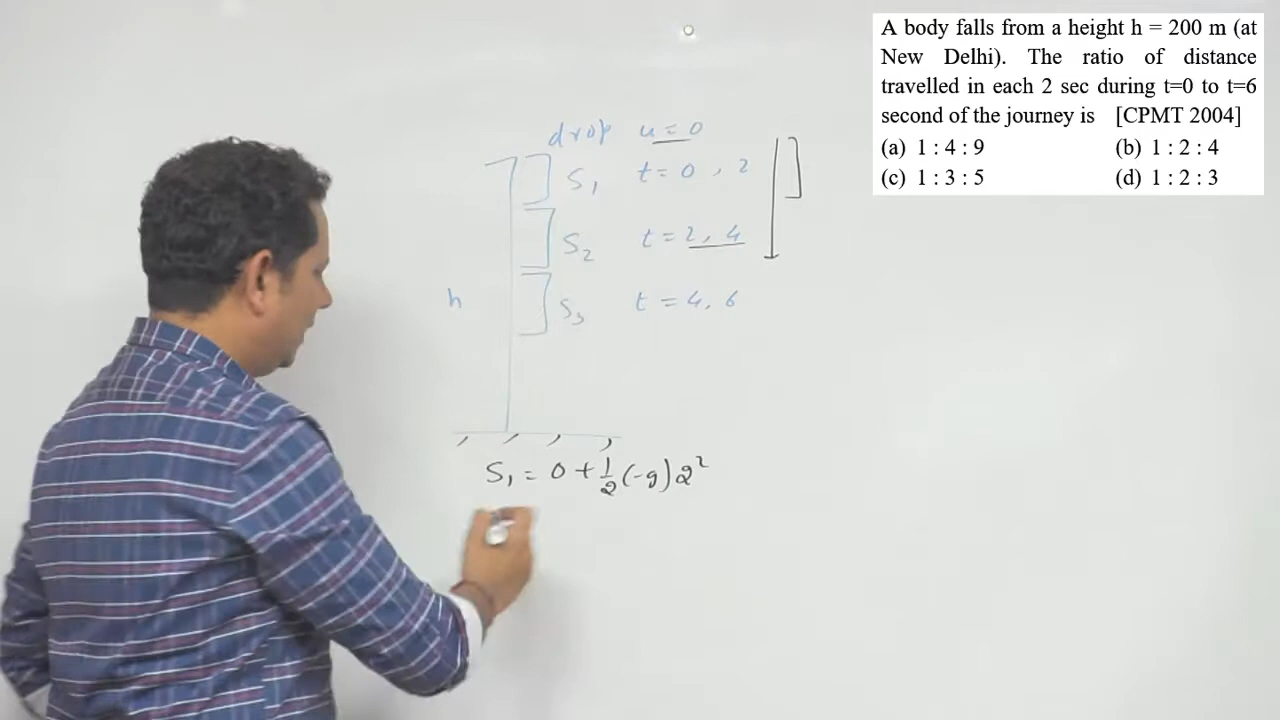 A body falls from a height h = 200 m (at
New Delhi). The ratio of distance
travelled in each 2 sec during t=0 to t=6
second of the journey is [CPMT 2004]
(a) 1 : 4 : 9 (b) 1 : 2 : 4
(c) 1 : 3 : 5 (d) 1 : 2 : 3
drop u = 0
S₁ t = 0 , 2
S₂ t = 2, 4
h S₃ t = 4, 6
S₁ = 0 + 1/2 (-g) 2²